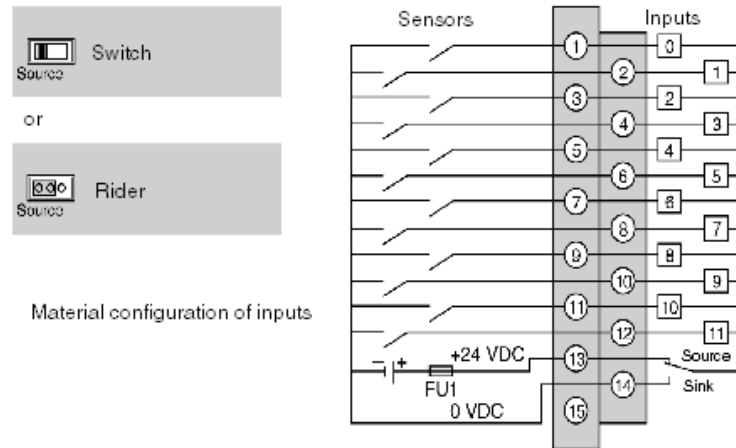 Sensors Inputs
Switch
Source
or
Rider
Source
Material configuration of inputs
1 0
2 1
3 2
4 3
5 4
6 5
7 6
8 7
9 8
10 9
11 10
12 11
- + +24 VDC 13 Source
FU1 14 Sink
0 VDC 15